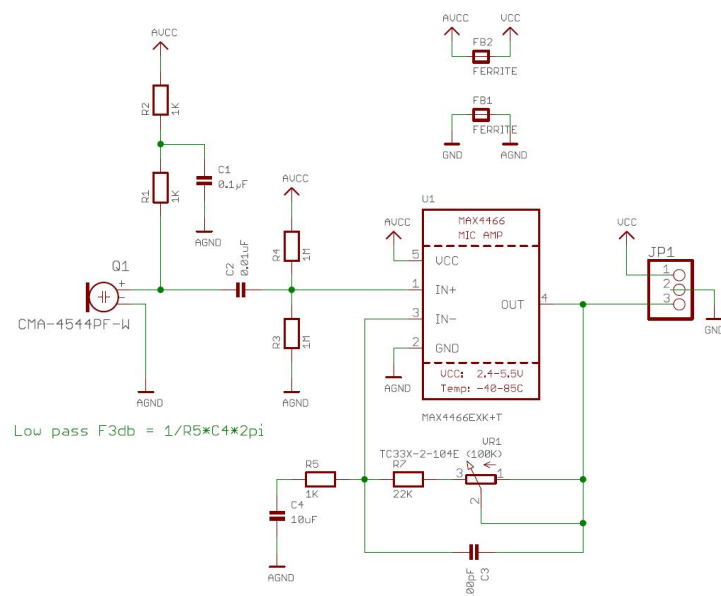 AVCC
VCC
FB2
FERRITE
FB1
FERRITE
GND
AGND
AVCC
R2
1K
R1
1K
C1
0.1µF
AGND
AVCC
R4
1M
C2
0.01uF
R3
1M
AGND
Q1
+
-
CMA-4544PF-W
AGND
Low pass F3db = 1/R5*C4*2pi
U1
MAX4466
MIC AMP
AVCC
5
VCC
1
IN+
3
IN-
2
GND
AGND
OUT
4
VCC: 2.4-5.5V
Temp: -40-85C
MAX4466EXK+T
VCC
JP1
1
2
3
GND
VR1
TC33X-2-104E (100K)
R5
1K
R7
22K
3
1
2
C4
10uF
AGND
C3